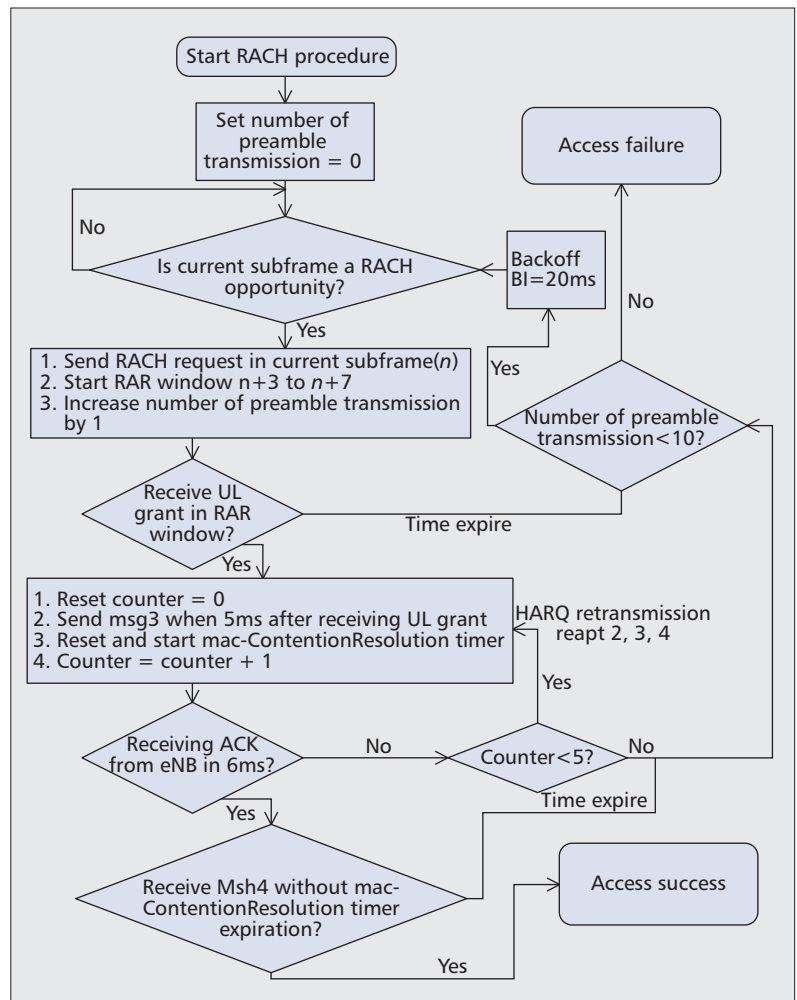 Start RACH procedure
Set number of
preamble
transmission = 0
Access failure
No
Is current subframe a RACH
opportunity?
Backoff
BI=20ms
No
Yes
Yes
1. Send RACH request in current subframe(n)
2. Start RAR window n+3 to n+7
3. Increase number of preamble transmission
by 1
Number of preamble
transmission<10?
Receive UL
grant in RAR
window?
Time expire
Yes
1. Reset counter = 0
2. Send msg3 when 5ms after receiving UL grant
3. Reset and start mac-ContentionResolution timer
4. Counter = counter + 1
HARQ retransmission
reapt 2, 3, 4
Yes
Receiving ACK
from eNB in 6ms?
No
Counter<5?
No
Time expire
Yes
Receive Msh4 without mac-
ContentionResolution timer
expiration?
Access success
Yes